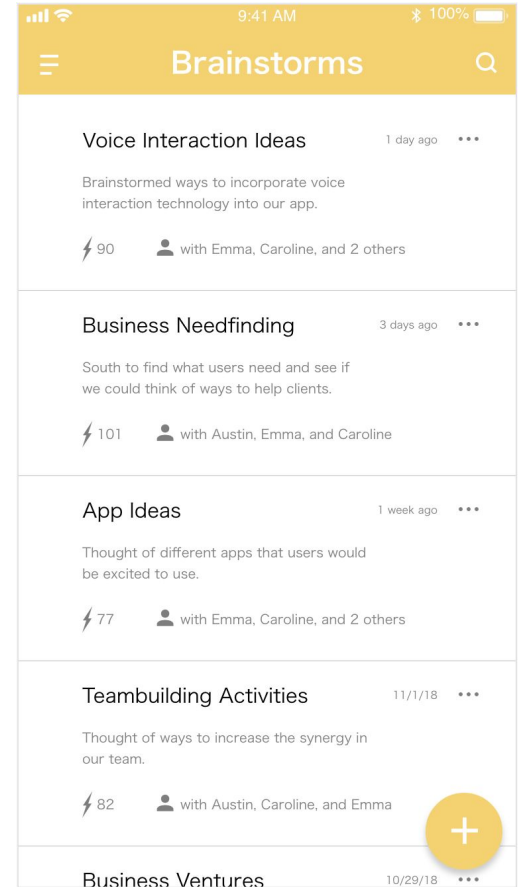 9:41 AM 100%
Brainstorms
Voice Interaction Ideas 1 day ago
Brainstormed ways to incorporate voice
interaction technology into our app.
90 with Emma, Caroline, and 2 others
Business Needfinding 3 days ago
South to find what users need and see if
we could think of ways to help clients.
101 with Austin, Emma, and Caroline
App Ideas 1 week ago
Thought of different apps that users would
be excited to use.
77 with Emma, Caroline, and 2 others
Teambuilding Activities 11/1/18
Thought of ways to increase the synergy in
our team.
82 with Austin, Caroline, and Emma
Business Ventures 10/29/18